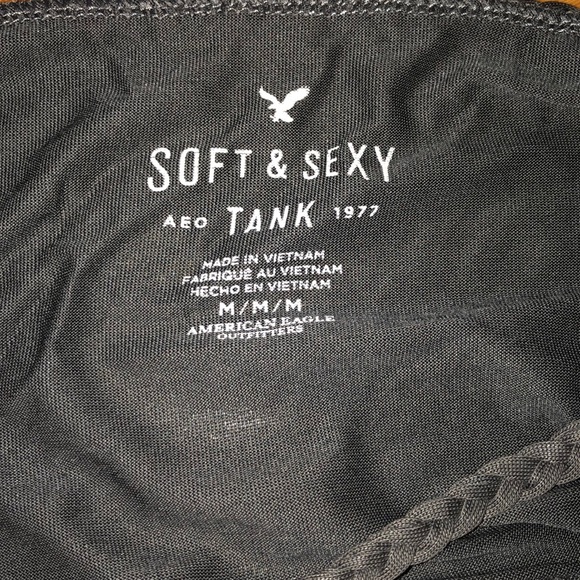 SOFT & SEXY
AEO TANK 1977
MADE IN VIETNAM
FABRIQUÉ AU VIETNAM
HECHO EN VIETNAM
M/M/M
AMERICAN EAGLE
OUTFITTERS